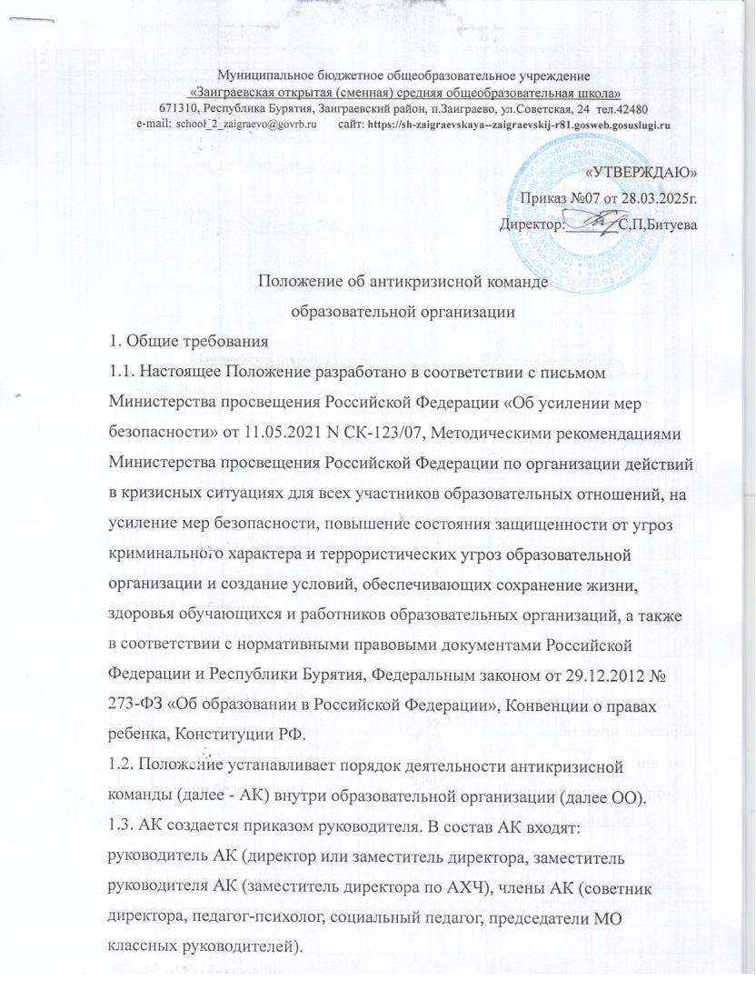 Муниципальное бюджетное общеобразовательное учреждение
«Заиграевская открытая (сменная) средняя общеобразовательная школа»
671310, Республика Бурятия, Заиграевский район, п.Заиграево, ул.Советская, 24 тел.42480
e-mail: school_2_zaigraevo@govrb.ru сайт: https://sh-zaigraevskaya--zaigraevskij-r81.gosweb.gosuslugi.ru
«УТВЕРЖДАЮ»
Приказ №07 от 28.03.2025г.
Директор:______С,П,Битуева
Положение об антикризисной команде
образовательной организации
1. Общие требования
1.1. Настоящее Положение разработано в соответствии с письмом
Министерства просвещения Российской Федерации «Об усилении мер
безопасности» от 11.05.2021 N СК-123/07, Методическими рекомендациями
Министерства просвещения Российской Федерации по организации действий
в кризисных ситуациях для всех участников образовательных отношений, на
усиление мер безопасности, повышение состояния защищенности от угроз
криминального характера и террористических угроз образовательной
организации и создание условий, обеспечивающих сохранение жизни,
здоровья обучающихся и работников образовательных организаций, а также
в соответствии с нормативными правовыми документами Российской
Федерации и Республики Бурятия, Федеральным законом от 29.12.2012 №
273-ФЗ «Об образовании в Российской Федерации», Конвенции о правах
ребенка, Конституции РФ.
1.2. Положение устанавливает порядок деятельности антикризисной
команды (далее - АК) внутри образовательной организации (далее ОО).
1.3. АК создается приказом руководителя. В состав АК входят:
руководитель АК (директор или заместитель директора, заместитель
руководителя АК (заместитель директора по АХЧ), члены АК (советник
директора, педагог-психолог, социальный педагог, председатели МО
классных руководителей).